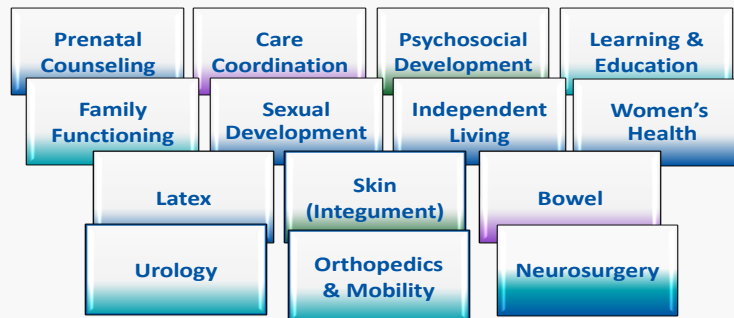 Prenatal
Counseling
Care
Coordination
Psychosocial
Development
Learning &
Education
Family
Functioning
Sexual
Development
Independent
Living
Women's
Health
Latex
Skin
(Integument)
Bowel
Urology
Orthopedics
& Mobility
Neurosurgery